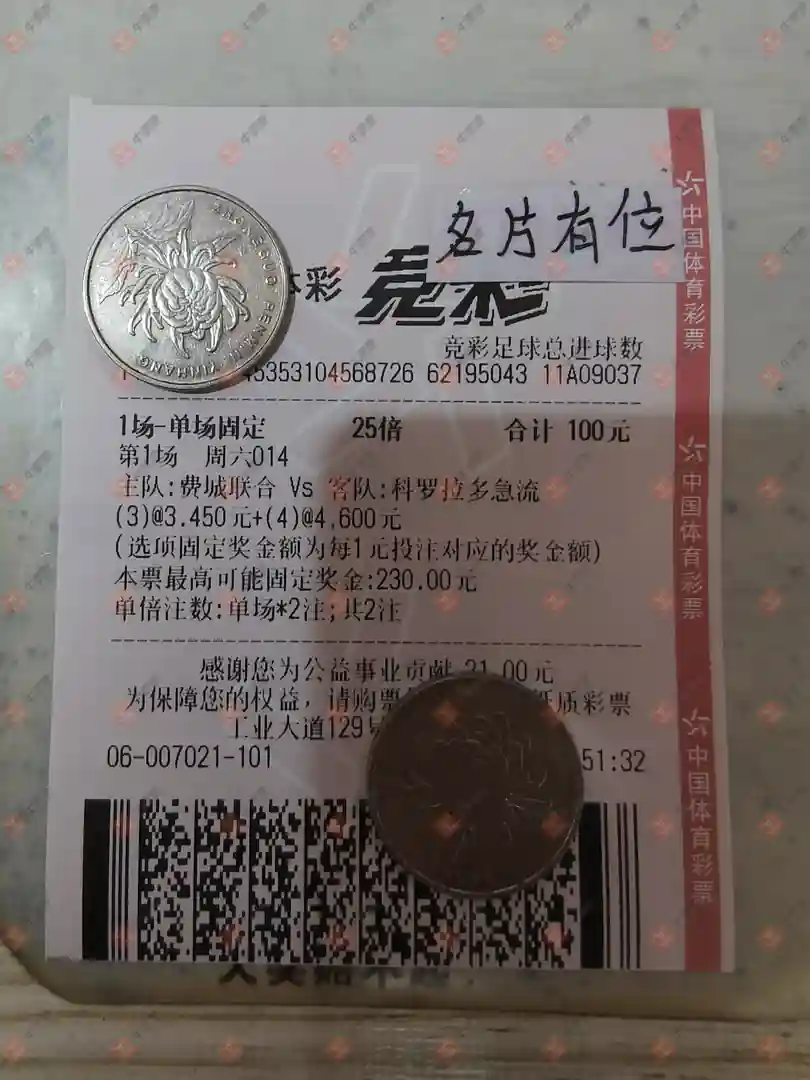 名片有位
体彩 竞彩
竞彩足球总进球数
45353104568726 62195043 11A09037
1场-单场固定 25倍 合计 100元
第1场 周六014
主队:费城联合 Vs 客队:科罗拉多急流
(3)@3.450元+(4)@4.600元
(选项固定奖金额为每1元投注对应的奖金额)
本票最高可能固定奖金:230.00元
单倍注数:单场*2注;共2注
感谢您为公益事业贡献 21.00元
为保障您的权益，请购票 纸质彩票
工业大道129号
06-007021-101 51:32
中国体育彩票
中国体育彩票
中国体育彩票
ZHONGGUO RENMIN YINHANG